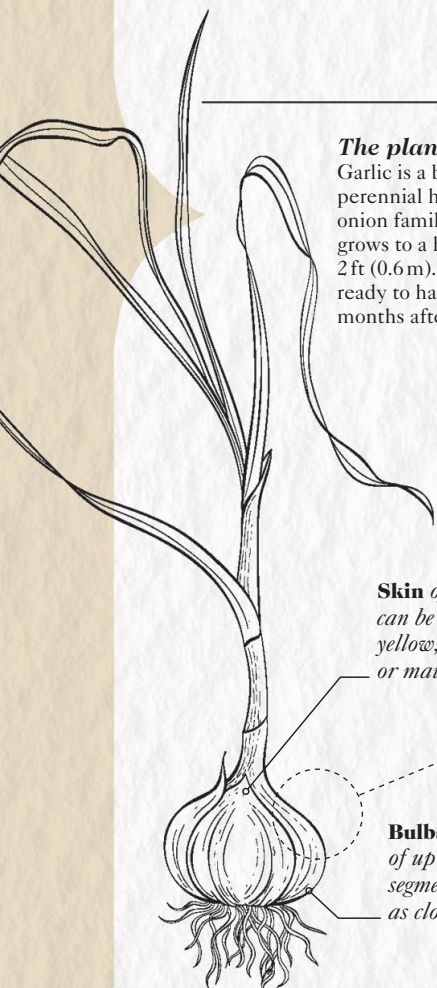 The plan
Garlic is a b
perennial h
onion famil
grows to a h
2 ft (0.6 m).
ready to ha
months afte
Skin o
can be
yellow,
or mau
Bulbs
of up
segme
as clo